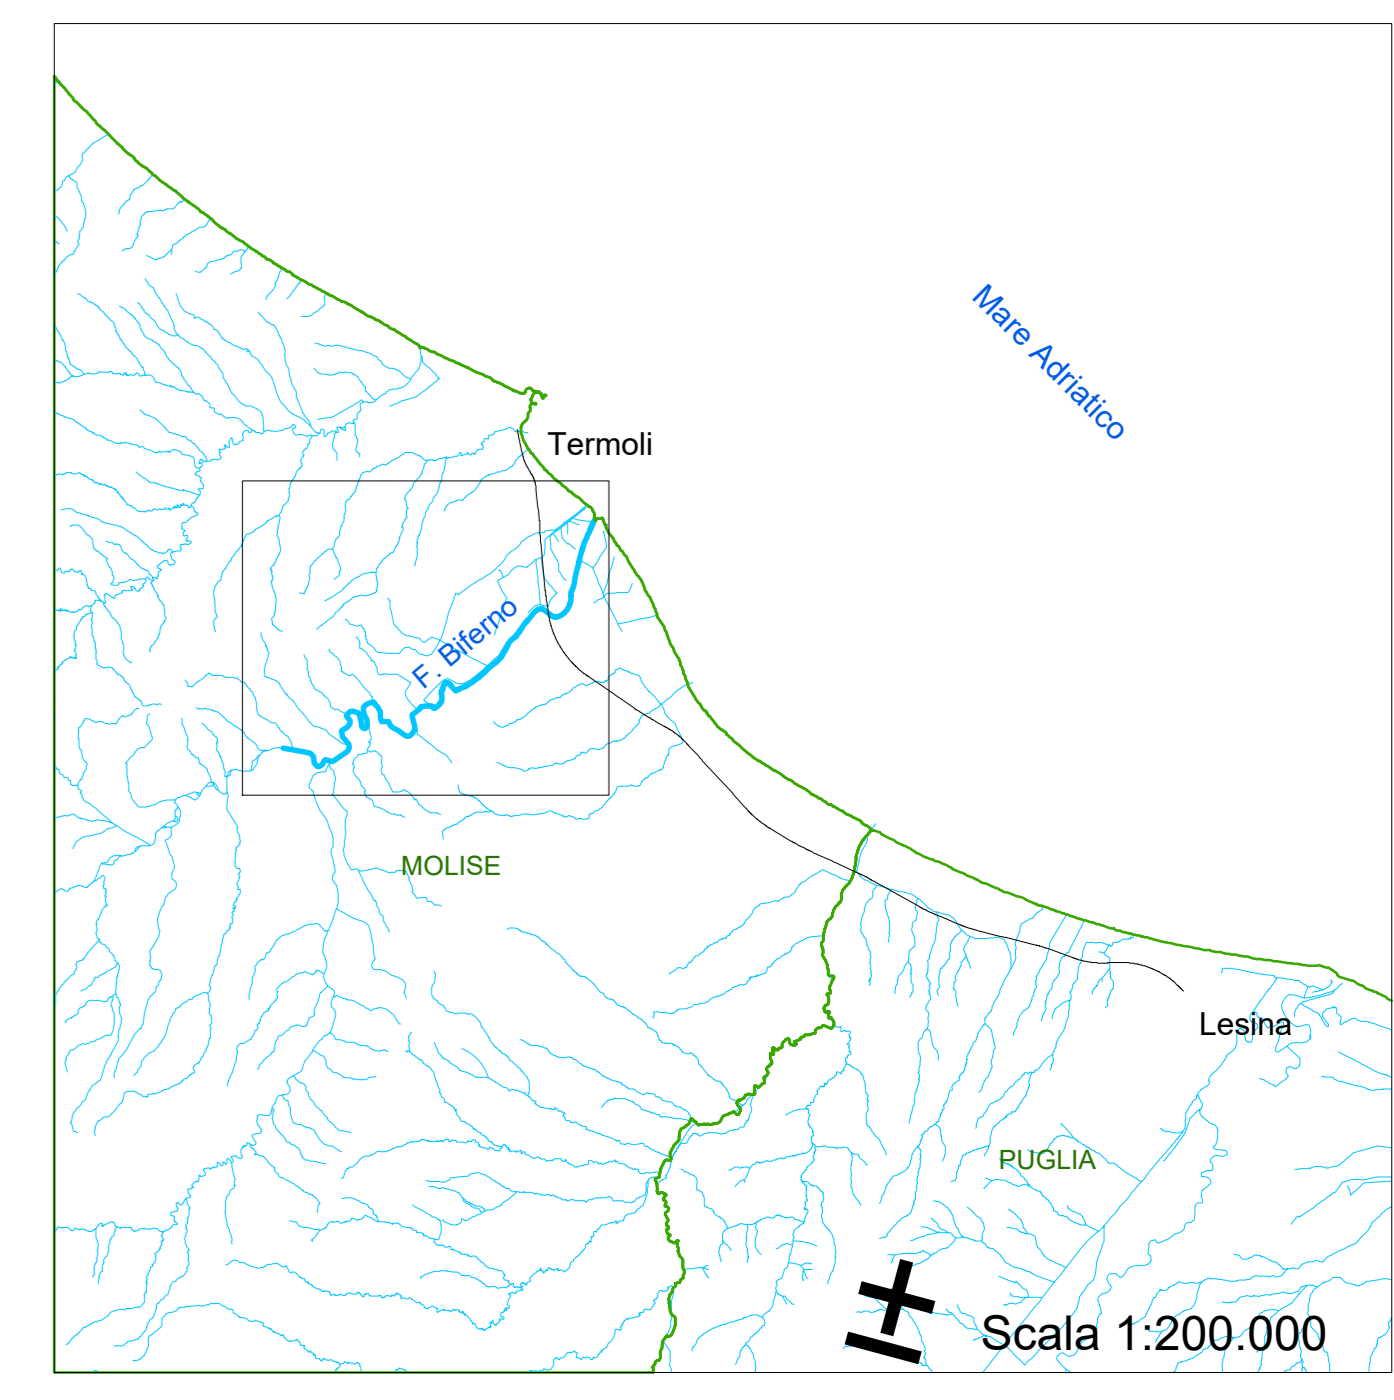 Mare Adriatico
Termoli
F. Biferno
MOLISE
Lesina
PUGLIA
Scala 1:200.000